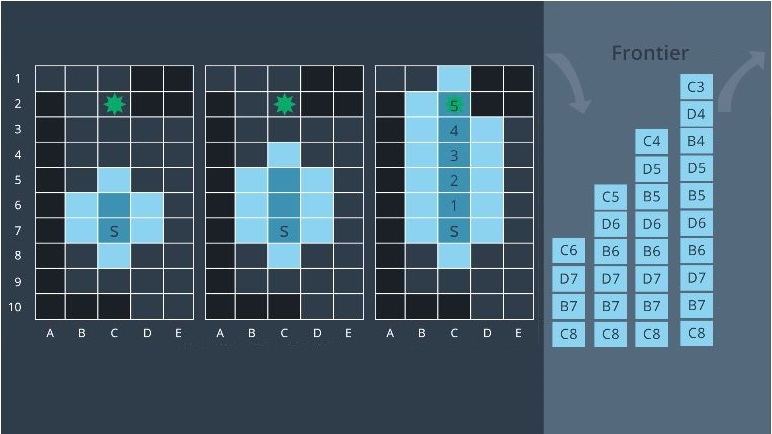 Frontier
1
2
3
4
5
6
7
8
9
10
S
S
5
4
3
2
1
S
A B C D E
A B C D E
A B C D E
C6
D7
B7
C8
C5
D6
B6
D7
B7
C8
C4
D5
B5
D6
B6
D7
B7
C8
C3
D4
B4
D5
B5
D6
B6
D7
B7
C8